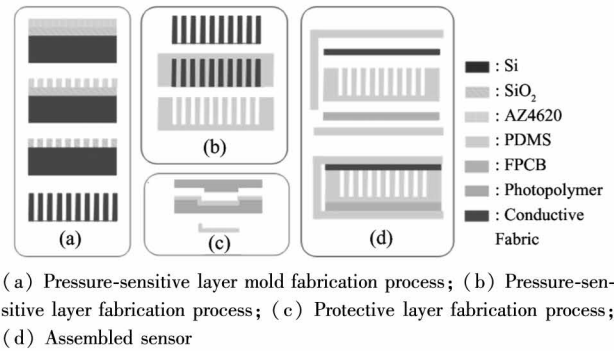 : Si
: SiO₂
: AZ4620
: PDMS
: FPCB
: Photopolymer
: Conductive
Fabric
(a)
(b)
(c)
(d)
(a) Pressure-sensitive layer mold fabrication process; (b) Pressure-sen-
sitive layer fabrication process; (c) Protective layer fabrication process;
(d) Assembled sensor